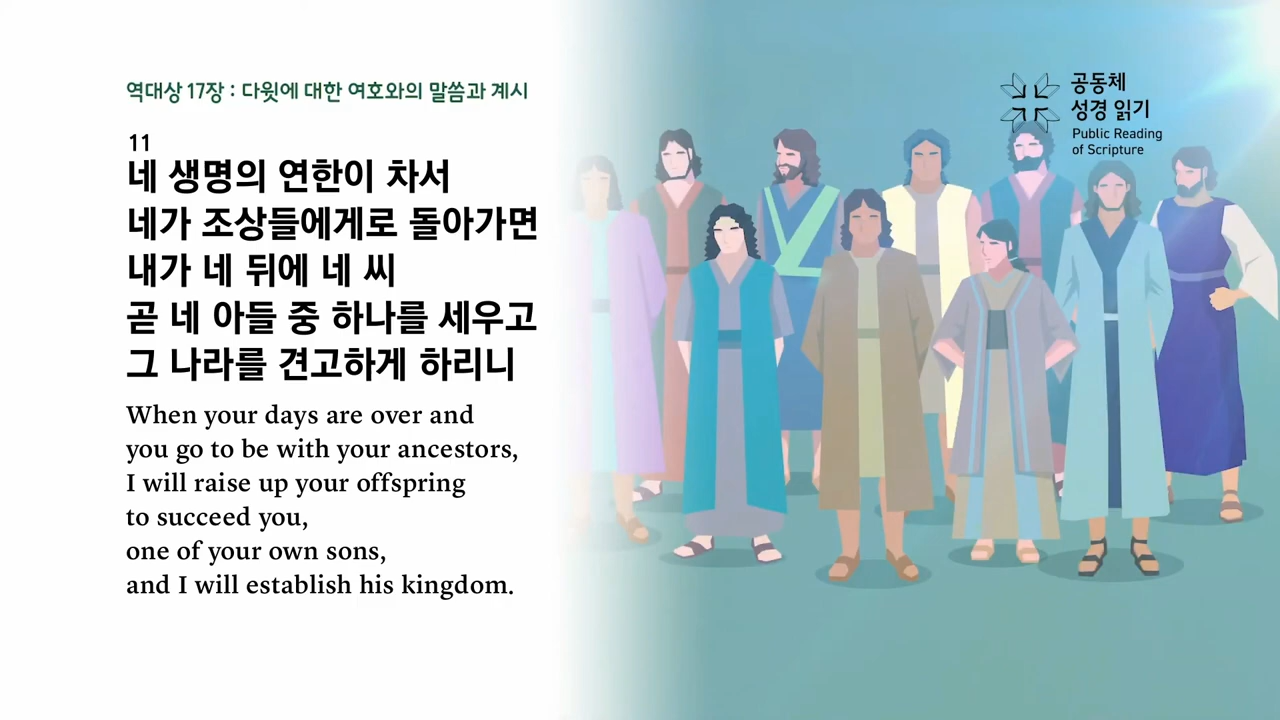 역대상 17장 : 다윗에 대한 여호와의 말씀과 계시
11
네 생명의 연한이 차서
네가 조상들에게로 돌아가면
내가 네 뒤에 네 씨
곧 네 아들 중 하나를 세우고
그 나라를 견고하게 하리니
When your days are over and
you go to be with your ancestors,
I will raise up your offspring
to succeed you,
one of your own sons,
and I will establish his kingdom.
공동체
성경 읽기
Public Reading
of Scripture